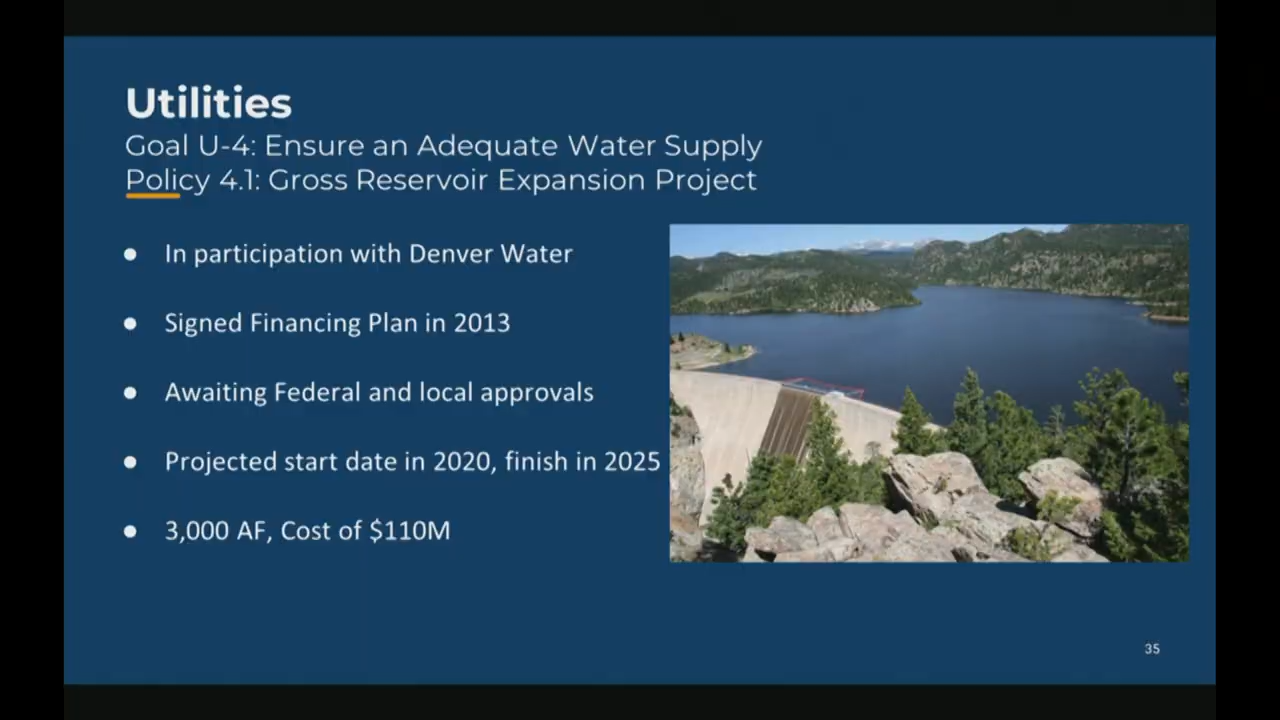 Utilities
Goal U-4: Ensure an Adequate Water Supply
Policy 4.1: Gross Reservoir Expansion Project
● In participation with Denver Water
● Signed Financing Plan in 2013
● Awaiting Federal and local approvals
● Projected start date in 2020, finish in 2025
● 3,000 AF, Cost of $110M
35